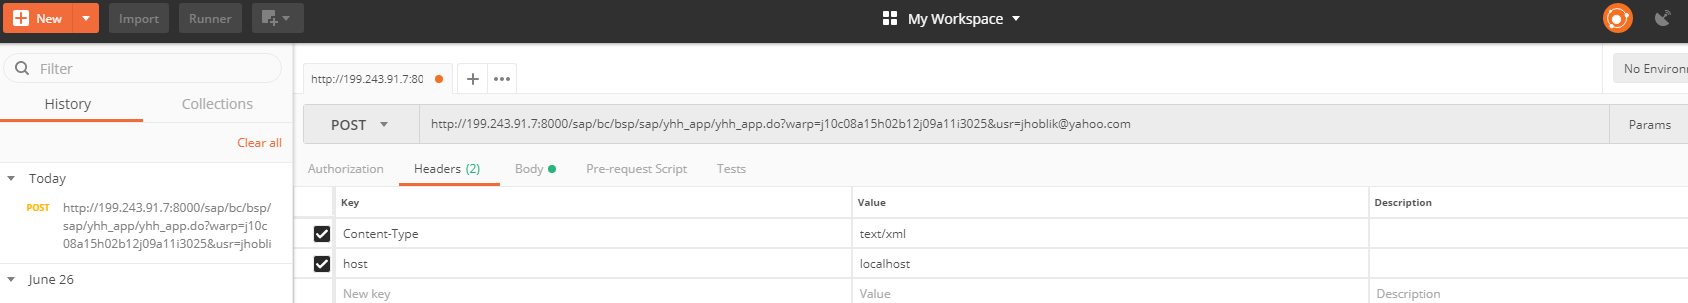 New
Import
Runner
My Workspace
Filter
History
Collections
Clear all
Today
POST
http://199.243.91.7:8000/sap/bc/bsp/
sap/yhh_app/yhh_app.do?warp=j10c
08a15h02b12j09a11i3025&usr=jhobli
June 26
http://199.243.91.7:80
No Environm
POST
http://199.243.91.7:8000/sap/bc/bsp/sap/yhh_app/yhh_app.do?warp=j10c08a15h02b12j09a11i3025&usr=jhoblik@yahoo.com
Params
Authorization
Headers (2)
Body
Pre-request Script
Tests
Key
Value
Description
Content-Type
text/xml
host
localhost
New key
Value
Description